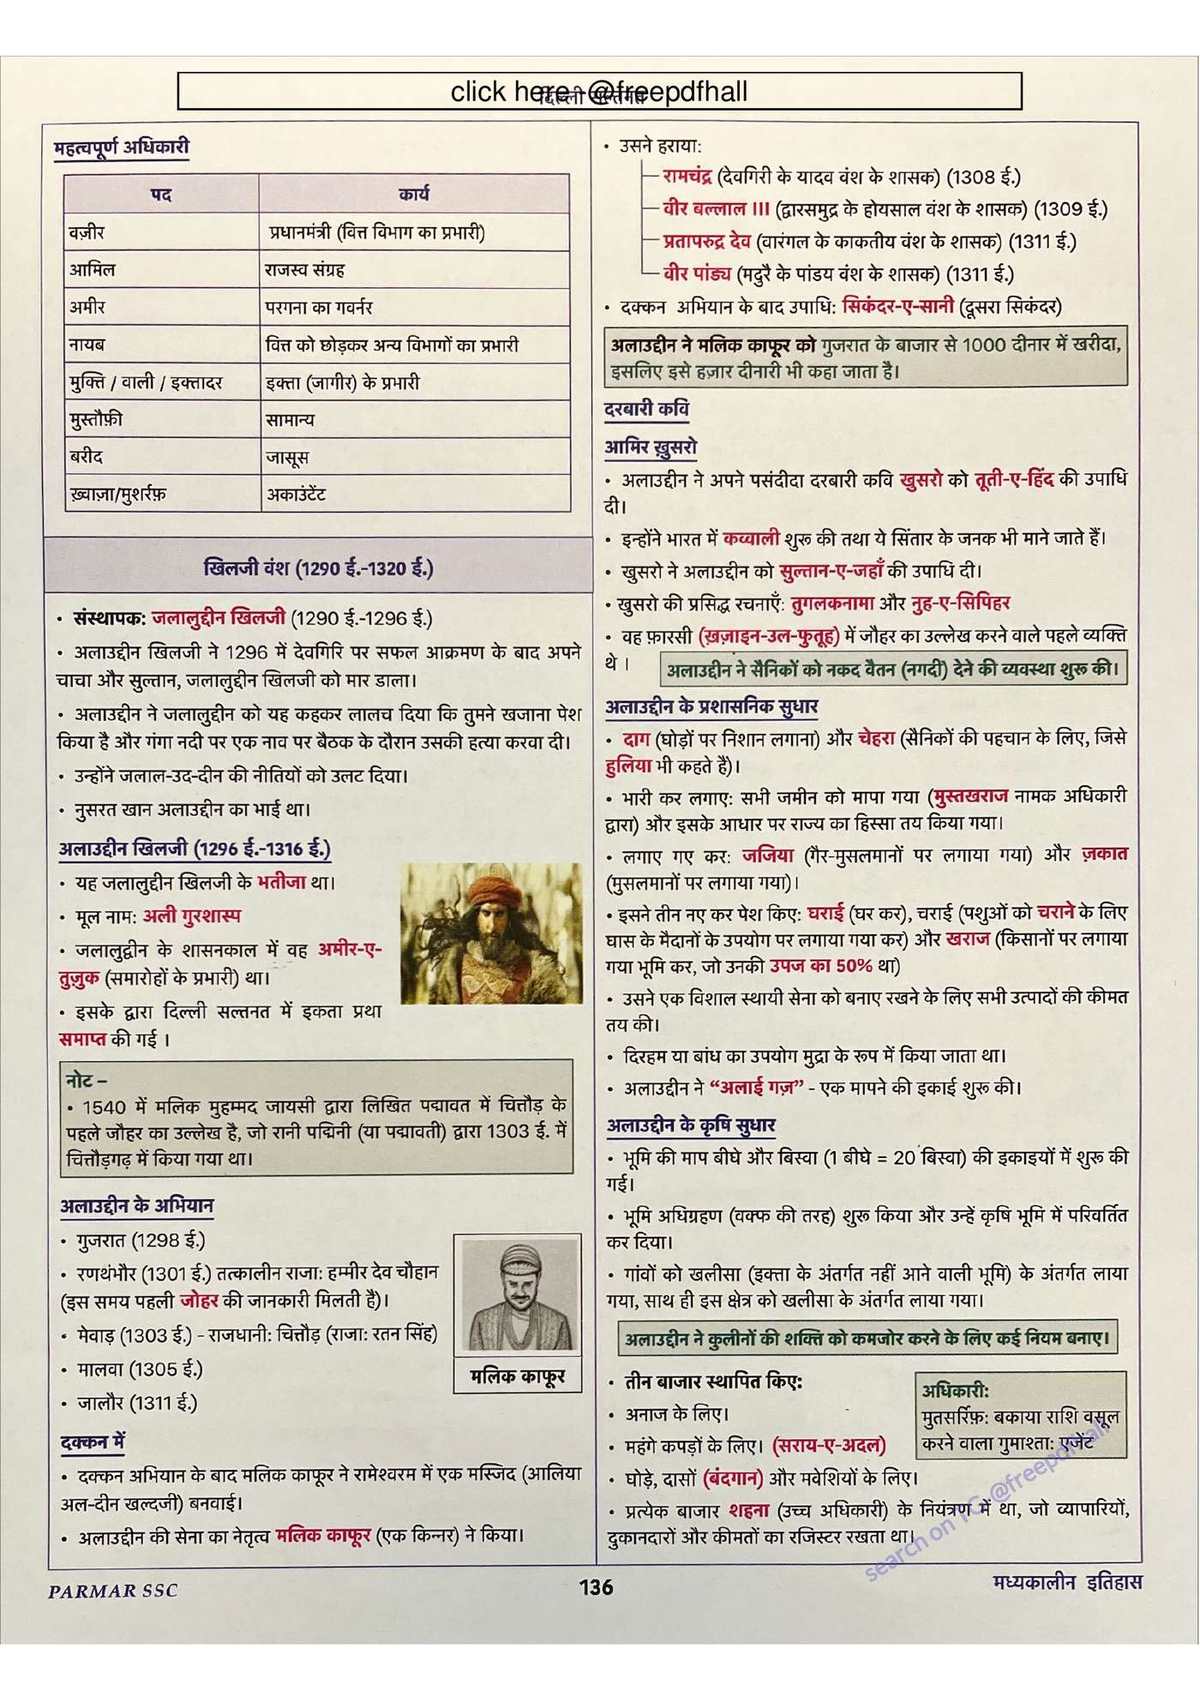 click here - @freepdfhall
दिल्ली सल्तनत
महत्वपूर्ण अधिकारी
पद कार्य
वज़ीर प्रधानमंत्री (वित्त विभाग का प्रभारी)
आमिल राजस्व संग्रह
अमीर परगना का गवर्नर
नायब वित्त को छोड़कर अन्य विभागों का प्रभारी
मुक्ति / वाली / इक्तादर इक्ता (जागीर) के प्रभारी
मुस्तौफ़ी सामान्य
बरीद जासूस
ख़्वाज़ा/मुशर्रफ़ अकाउंटेंट
खिलजी वंश (1290 ई.-1320 ई.)
• संस्थापक: जलालुद्दीन खिलजी (1290 ई.-1296 ई.)
• अलाउद्दीन खिलजी ने 1296 में देवगिरि पर सफल आक्रमण के बाद अपने
चाचा और सुल्तान, जलालुद्दीन खिलजी को मार डाला।
• अलाउद्दीन ने जलालुद्दीन को यह कहकर लालच दिया कि तुमने खजाना पेश
किया है और गंगा नदी पर एक नाव पर बैठक के दौरान उसकी हत्या करवा दी।
• उन्होंने जलाल-उद-दीन की नीतियों को उलट दिया।
• नुसरत खान अलाउद्दीन का भाई था।
अलाउद्दीन खिलजी (1296 ई.-1316 ई.)
• यह जलालुद्दीन खिलजी के भतीजा था।
• मूल नाम: अली गुरशास्प
• जलालुद्दीन के शासनकाल में वह अमीर-ए-
तुज़ुक (समारोहों के प्रभारी) था।
• इसके द्वारा दिल्ली सल्तनत में इकता प्रथा
समाप्त की गई ।
नोट –
• 1540 में मलिक मुहम्मद जायसी द्वारा लिखित पद्मावत में चित्तौड़ के
पहले जौहर का उल्लेख है, जो रानी पद्मिनी (या पद्मावती) द्वारा 1303 ई. में
चित्तौड़गढ़ में किया गया था।
अलाउद्दीन के अभियान
• गुजरात (1298 ई.)
• रणथंभौर (1301 ई.) तत्कालीन राजा: हम्मीर देव चौहान
(इस समय पहली जोहर की जानकारी मिलती है)।
• मेवाड़ (1303 ई.) - राजधानी: चित्तौड़ (राजा: रतन सिंह)
• मालवा (1305 ई.)
• जालौर (1311 ई.)
मलिक काफूर
दक्कन में
• दक्कन अभियान के बाद मलिक काफूर ने रामेश्वरम में एक मस्जिद (आलिया
अल-दीन खल्दजी) बनवाई।
• अलाउद्दीन की सेना का नेतृत्व मलिक काफूर (एक किन्नर) ने किया।
• उसने हराया:
रामचंद्र (देवगिरी के यादव वंश के शासक) (1308 ई.)
वीर बल्लाल III (द्वारसमुद्र के होयसाल वंश के शासक) (1309 ई.)
प्रतापरुद्र देव (वारंगल के काकतीय वंश के शासक) (1311 ई.)
वीर पांड्य (मदुरै के पांडय वंश के शासक) (1311 ई.)
• दक्कन अभियान के बाद उपाधि: सिकंदर-ए-सानी (दूसरा सिकंदर)
अलाउद्दीन ने मलिक काफूर को गुजरात के बाजार से 1000 दीनार में खरीदा,
इसलिए इसे हज़ार दीनारी भी कहा जाता है।
दरबारी कवि
आमिर ख़ुसरो
• अलाउद्दीन ने अपने पसंदीदा दरबारी कवि खुसरो को तूती-ए-हिंद की उपाधि
दी।
• इन्होंने भारत में कव्वाली शुरू की तथा ये सितार के जनक भी माने जाते हैं।
• खुसरो ने अलाउद्दीन को सुल्तान-ए-जहाँ की उपाधि दी।
• खुसरो की प्रसिद्ध रचनाएँ: तुगलकनामा और नुह-ए-सिपिहर
• वह फ़ारसी (ख़ज़ाइन-उल-फुतूह) में जौहर का उल्लेख करने वाले पहले व्यक्ति
थे ।
अलाउद्दीन ने सैनिकों को नकद वेतन (नगदी) देने की व्यवस्था शुरू की।
अलाउद्दीन के प्रशासनिक सुधार
• दाग (घोड़ों पर निशान लगाना) और चेहरा (सैनिकों की पहचान के लिए, जिसे
हुलिया भी कहते हैं)।
• भारी कर लगाए: सभी जमीन को मापा गया (मुस्तखराज नामक अधिकारी
द्वारा) और इसके आधार पर राज्य का हिस्सा तय किया गया।
• लगाए गए कर: जजिया (गैर-मुसलमानों पर लगाया गया) और ज़कात
(मुसलमानों पर लगाया गया)।
• इसने तीन नए कर पेश किए: घराई (घर कर), चराई (पशुओं को चराने के लिए
घास के मैदानों के उपयोग पर लगाया गया कर) और खराज (किसानों पर लगाया
गया भूमि कर, जो उनकी उपज का 50% था)
• उसने एक विशाल स्थायी सेना को बनाए रखने के लिए सभी उत्पादों की कीमत
तय की।
• दिरहम या बांध का उपयोग मुद्रा के रूप में किया जाता था।
• अलाउद्दीन ने “अलाई गज़” - एक मापने की इकाई शुरू की।
अलाउद्दीन के कृषि सुधार
• भूमि की माप बीघे और बिस्वा (1 बीघे = 20 बिस्वा) की इकाइयों में शुरू की
गई।
• भूमि अधिग्रहण (वक्फ की तरह) शुरू किया और उन्हें कृषि भूमि में परिवर्तित
कर दिया।
• गांवों को खलीसा (इक्ता के अंतर्गत नहीं आने वाली भूमि) के अंतर्गत लाया
गया, साथ ही इस क्षेत्र को खलीसा के अंतर्गत लाया गया।
अलाउद्दीन ने कुलीनों की शक्ति को कमजोर करने के लिए कई नियम बनाए।
• तीन बाजार स्थापित किए:
• अनाज के लिए।
• महंगे कपड़ों के लिए। (सराय-ए-अदल)
• घोड़े, दासों (बंदगान) और मवेशियों के लिए।
अधिकारी:
मुतसर्रिफ़: बकाया राशि वसूल
करने वाला गुमाश्ता: एजेंट
• प्रत्येक बाजार शहना (उच्च अधिकारी) के नियंत्रण में था, जो व्यापारियों,
दुकानदारों और कीमतों का रजिस्टर रखता था।
search on TG @freepdfhall
PARMAR SSC
136
मध्यकालीन इतिहास